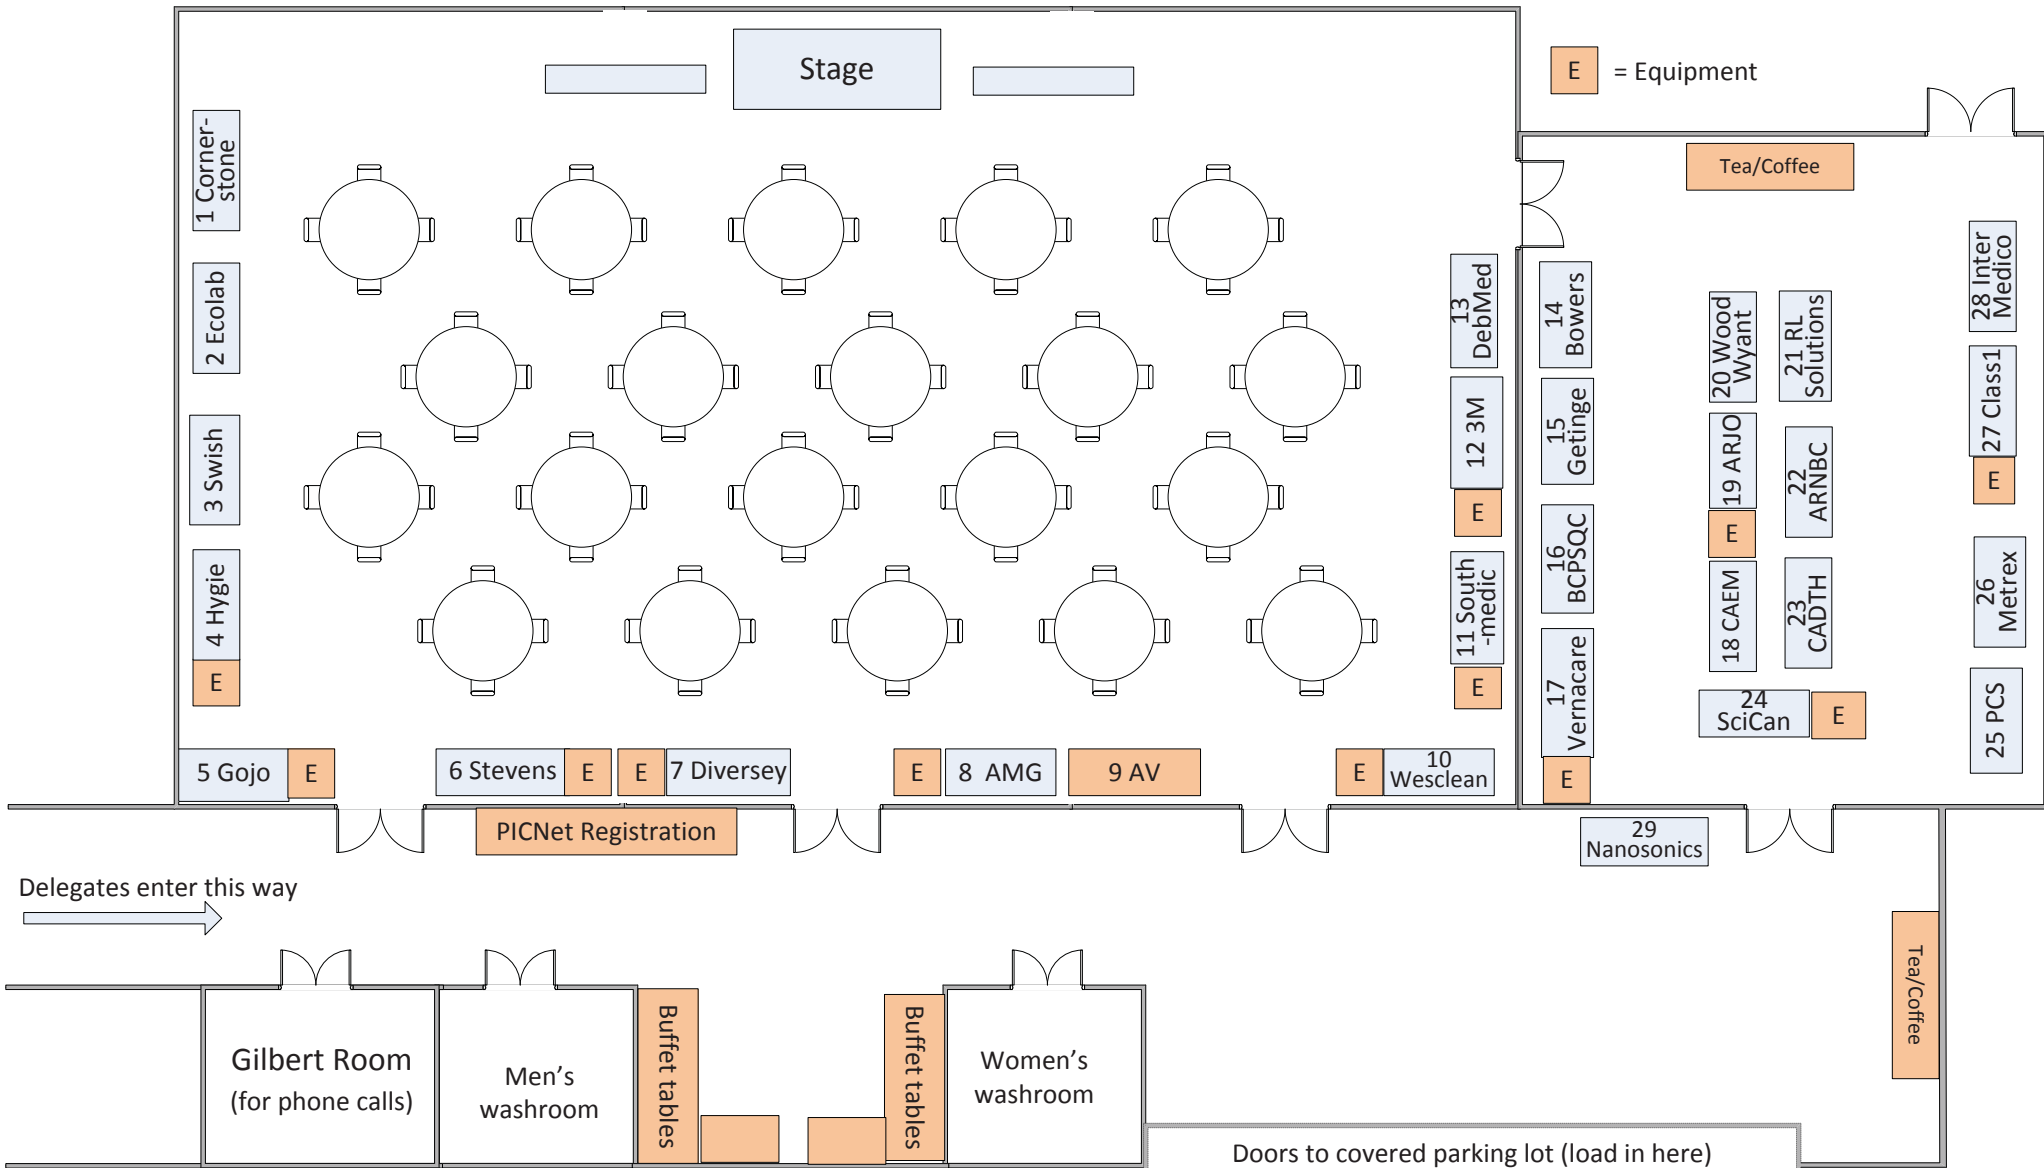 Stage
E
= Equipment
Tea/Coffee
1 Corner-
stone
2 Ecolab
3 Swish
4 Hygie
E
5 Gojo
E
6 Stevens
E
E
7 Diversey
E
8 AMG
9 AV
E
10
Wesclean
13
DebMed
12 3M
E
11 South
-medic
E
14
Bowers
15
Getinge
16
BCPSQC
17
Vernacare
E
20 Wood
Wyant
19 ARJO
E
18 CAEM
21 RL
Solutions
22
ARNBC
23
CADTH
24
SciCan
E
28 Inter
Medico
27 Class1
E
26
Metrex
25 PCS
PICNet Registration
29
Nanosonics
Delegates enter this way
Tea/Coffee
Gilbert Room
(for phone calls)
Men’s
washroom
Buffet tables
Buffet tables
Women’s
washroom
Doors to covered parking lot (load in here)